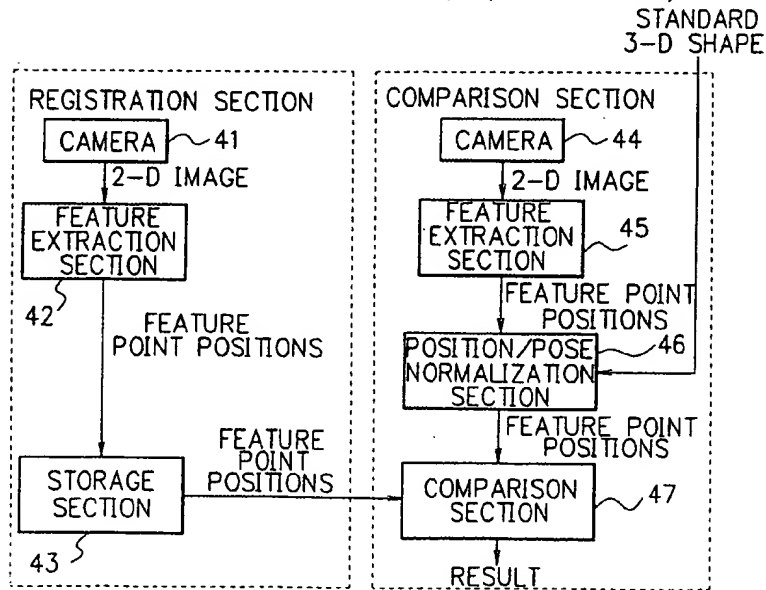 STANDARD
3-D SHAPE
REGISTRATION SECTION
CAMERA
41
2-D IMAGE
FEATURE
EXTRACTION
SECTION
42
FEATURE
POINT POSITIONS
STORAGE
SECTION
43
FEATURE
POINT
POSITIONS
COMPARISON SECTION
CAMERA
44
2-D IMAGE
FEATURE
EXTRACTION
SECTION
45
FEATURE POINT
POSITIONS
POSITION/POSE
NORMALIZATION
SECTION
46
FEATURE POINT
POSITIONS
COMPARISON
SECTION
47
RESULT